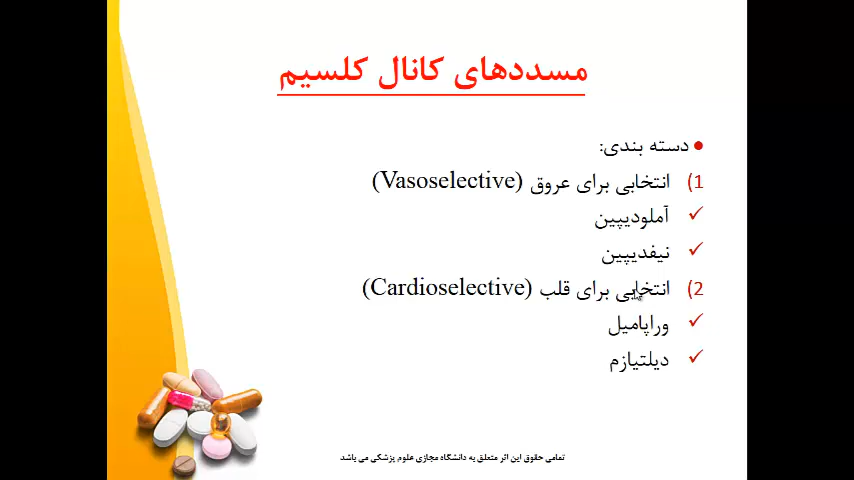 مسددهای کانال کلسیم
● دسته بندی:
1) انتخابی برای عروق (Vasoselective)
✓ آملودیپین
✓ نیفدیپین
2) انتخابی برای قلب (Cardioselective)
✓ وراپامیل
✓ دیلتیازم
تمامی حقوق این اثر متعلق به دانشگاه مجازی علوم پزشکی می باشد